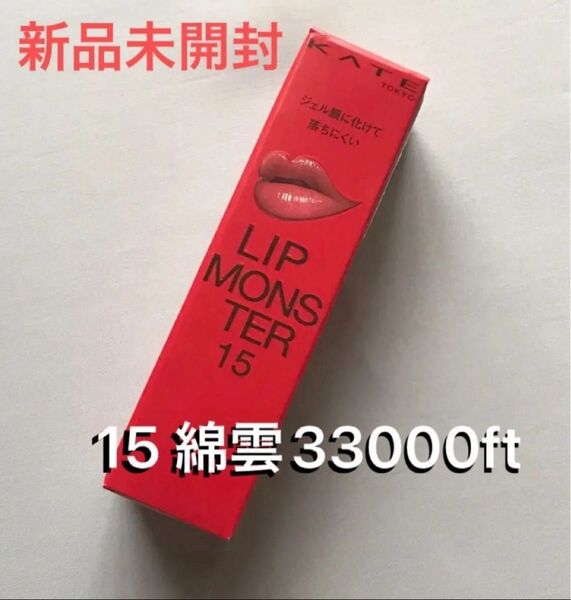 新品未開封
KATE
TOKYO
ジェル膜に化けて
落ちにくい
LIP
MONS
TER
15
15 綿雲33000ft